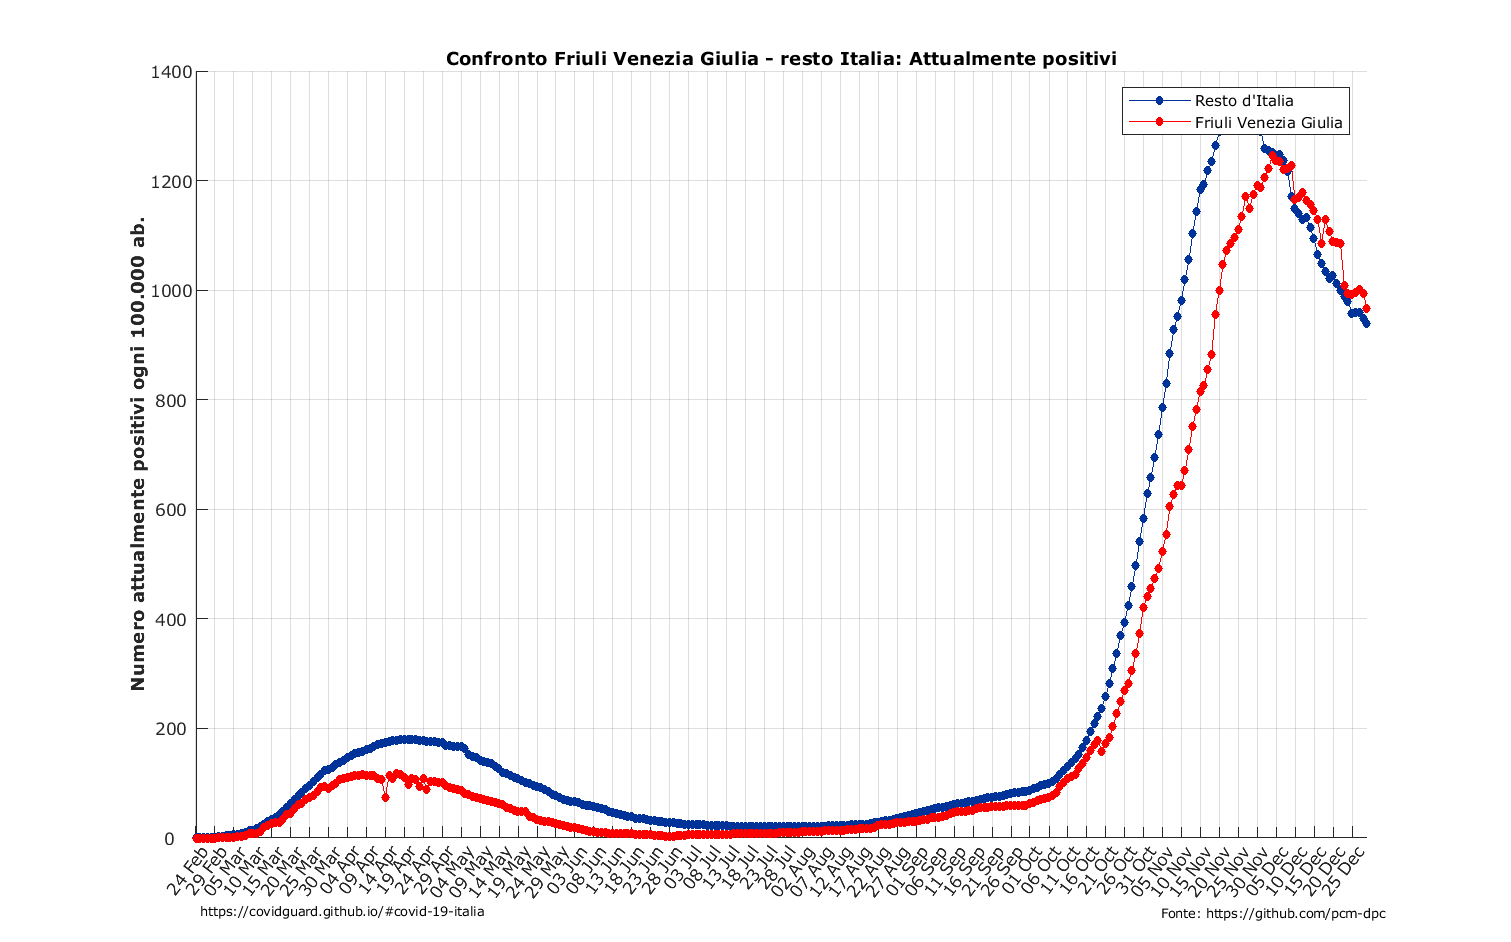 Confronto Friuli Venezia Giulia - resto Italia: Attualmente positivi
Resto d'Italia
Friuli Venezia Giulia
Numero attualmente positivi ogni 100.000 ab.
1400
1200
1000
800
600
400
200
0
24 Feb
29 Feb
05 Mar
10 Mar
15 Mar
20 Mar
25 Mar
30 Mar
04 Apr
09 Apr
14 Apr
19 Apr
24 Apr
29 Apr
04 May
09 May
14 May
19 May
24 May
29 May
03 Jun
08 Jun
13 Jun
18 Jun
23 Jun
28 Jun
03 Jul
08 Jul
13 Jul
18 Jul
23 Jul
28 Jul
02 Aug
07 Aug
12 Aug
17 Aug
22 Aug
27 Aug
01 Sep
06 Sep
11 Sep
16 Sep
21 Sep
26 Sep
01 Oct
06 Oct
11 Oct
16 Oct
21 Oct
26 Oct
31 Oct
05 Nov
10 Nov
15 Nov
20 Nov
25 Nov
30 Nov
05 Dec
10 Dec
15 Dec
20 Dec
25 Dec
https://covidguard.github.io/#covid-19-italia
Fonte: https://github.com/pcm-dpc